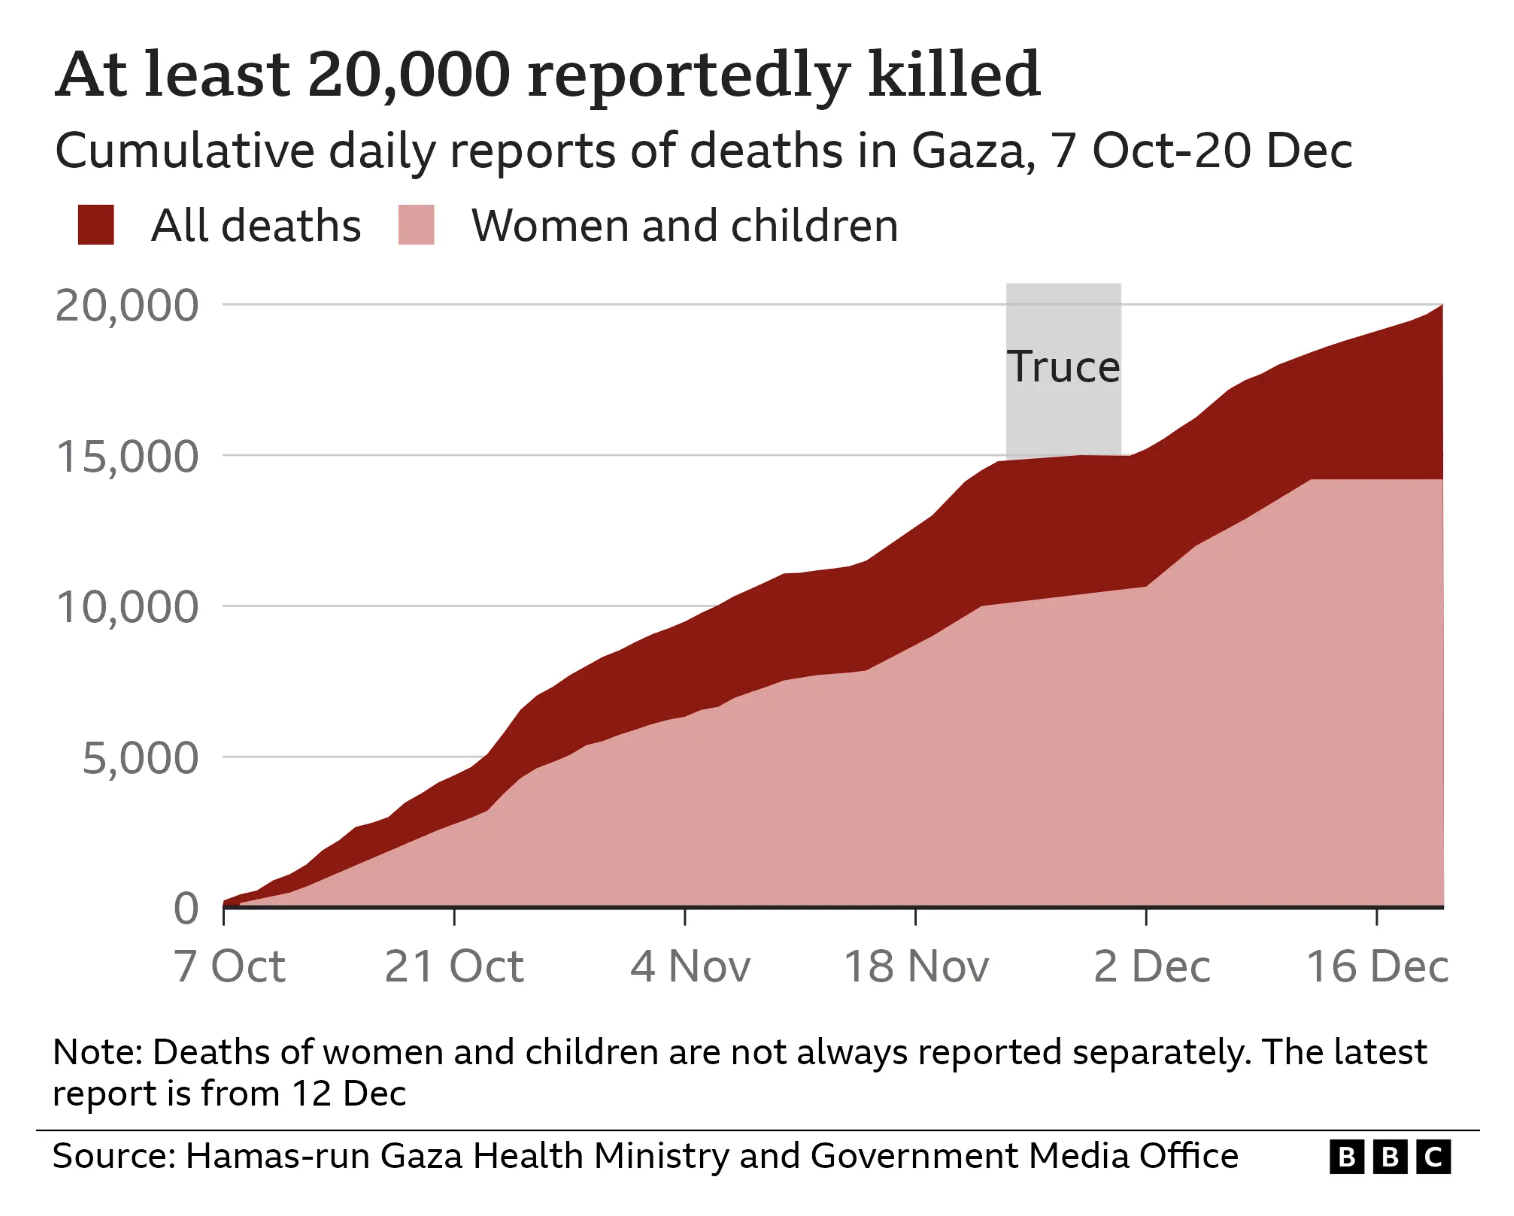 At least 20,000 reportedly killed
Cumulative daily reports of deaths in Gaza, 7 Oct-20 Dec
All deaths Women and children
20,000
Truce
15,000
10,000
5,000
0
7 Oct 21 Oct 4 Nov 18 Nov 2 Dec 16 Dec
Note: Deaths of women and children are not always reported separately. The latest
report is from 12 Dec
Source: Hamas-run Gaza Health Ministry and Government Media Office BBC